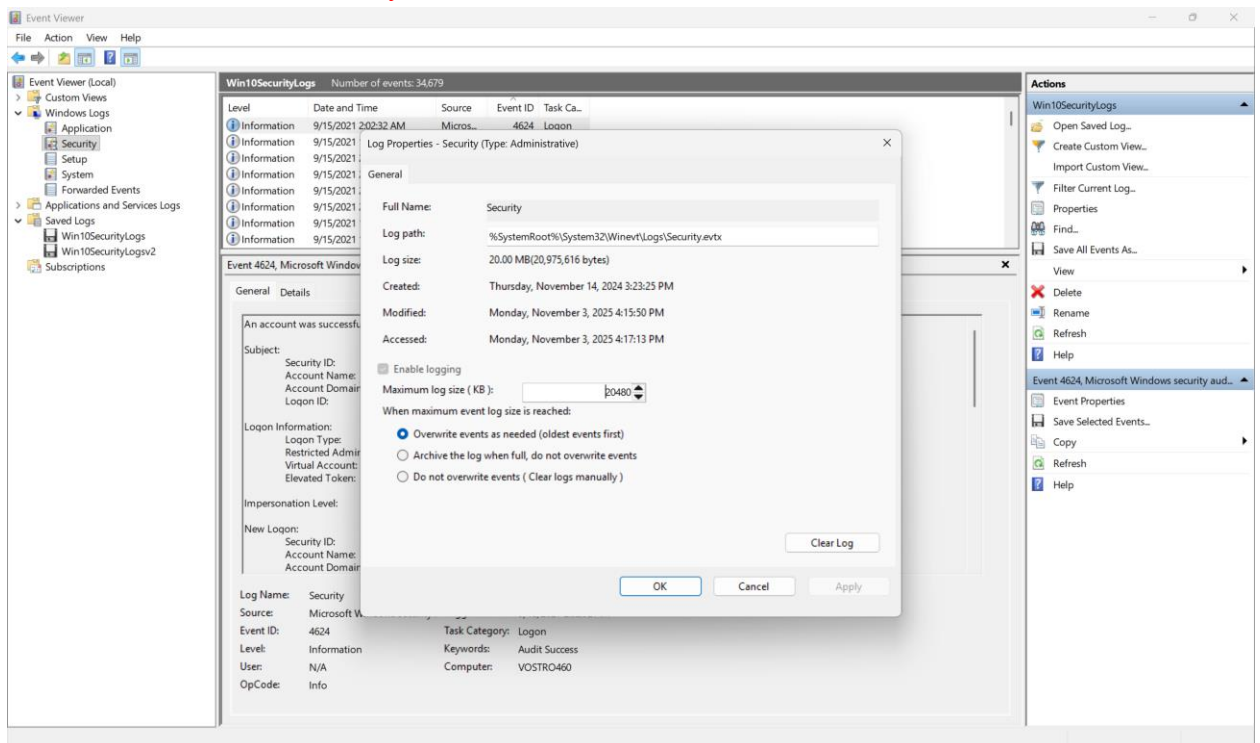 Event Viewer
File Action View Help
Event Viewer (Local)
Custom Views
Windows Logs
Application
Security
Setup
System
Forwarded Events
Applications and Services Logs
Saved Logs
Win10SecurityLogs
Win10SecurityLogsv2
Subscriptions
Win10SecurityLogs Number of events: 34,679
Level Date and Time Source Event ID Task Ca...
Information 9/15/2021 2:02:32 AM Micros... 4624 Logon
Information 9/15/2021
Information 9/15/2021
Information 9/15/2021
Information 9/15/2021
Information 9/15/2021
Information 9/15/2021
Information 9/15/2021
Event 4624, Micr
General Details
An account was successfu
Subject:
Security ID:
Account Name:
Account Domain
Logon ID:
Logon Information:
Logon Type:
Restricted Admin
Virtual Account:
Elevated Token:
Impersonation Level:
New Logon:
Security ID:
Account Name:
Account Domain
Log Name: Security
Source: Microsoft W
Event ID: 4624 Task Category: Logon
Level: Information Keywords: Audit Success
User: N/A Computer: VOSTRO460
OpCode: Info
Log Properties - Security (Type: Administrative)
General
Full Name: Security
Log path: %SystemRoot%\System32\Winevt\Logs\Security.evtx
Log size: 20.00 MB(20,975,616 bytes)
Created: Thursday, November 14, 2024 3:23:25 PM
Modified: Monday, November 3, 2025 4:15:50 PM
Accessed: Monday, November 3, 2025 4:17:13 PM
Enable logging
Maximum log size ( KB ): 20480
When maximum event log size is reached:
Overwrite events as needed (oldest events first)
Archive the log when full, do not overwrite events
Do not overwrite events ( Clear logs manually )
Clear Log
OK Cancel Apply
Actions
Win10SecurityLogs
Open Saved Log...
Create Custom View...
Import Custom View...
Filter Current Log...
Properties
Find...
Save All Events As...
View
Delete
Rename
Refresh
Help
Event 4624, Microsoft Windows security aud...
Event Properties
Save Selected Events...
Copy
Refresh
Help